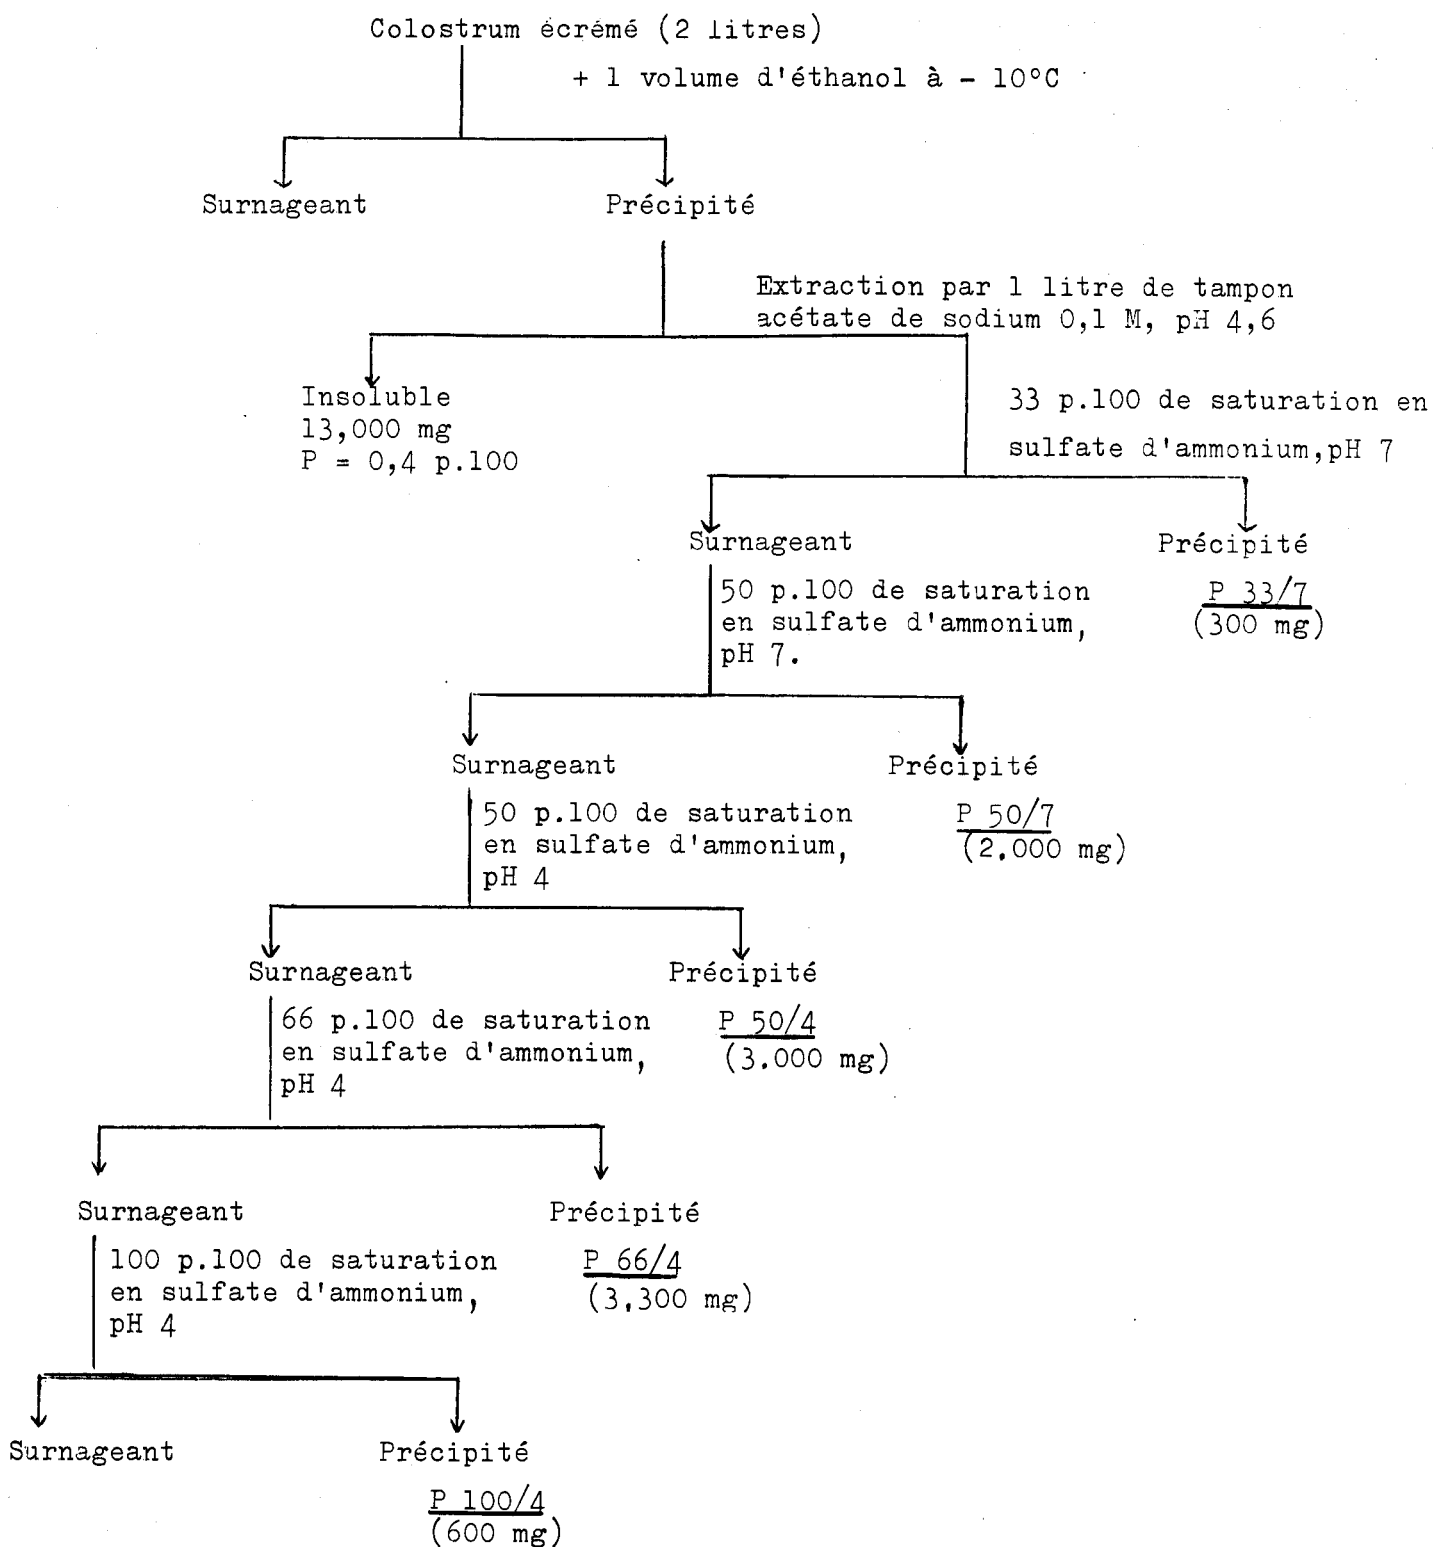 Colostrum écrémé (2 litres)
+ 1 volume d'éthanol à - 10°C
Surnageant
Précipité
Extraction par 1 litre de tampon
acétate de sodium 0,1 M, pH 4,6
Insoluble
13,000 mg
P = 0,4 p.100
33 p.100 de saturation en
sulfate d'ammonium,pH 7
Surnageant
Précipité
50 p.100 de saturation
en sulfate d'ammonium,
pH 7.
P 33/7
(300 mg)
Surnageant
Précipité
50 p.100 de saturation
en sulfate d'ammonium,
pH 4
P 50/7
(2.000 mg)
Surnageant
Précipité
66 p.100 de saturation
en sulfate d'ammonium,
pH 4
P 50/4
(3.000 mg)
Surnageant
Précipité
100 p.100 de saturation
en sulfate d'ammonium,
pH 4
P 66/4
(3,300 mg)
Surnageant
Précipité
P 100/4
(600 mg)